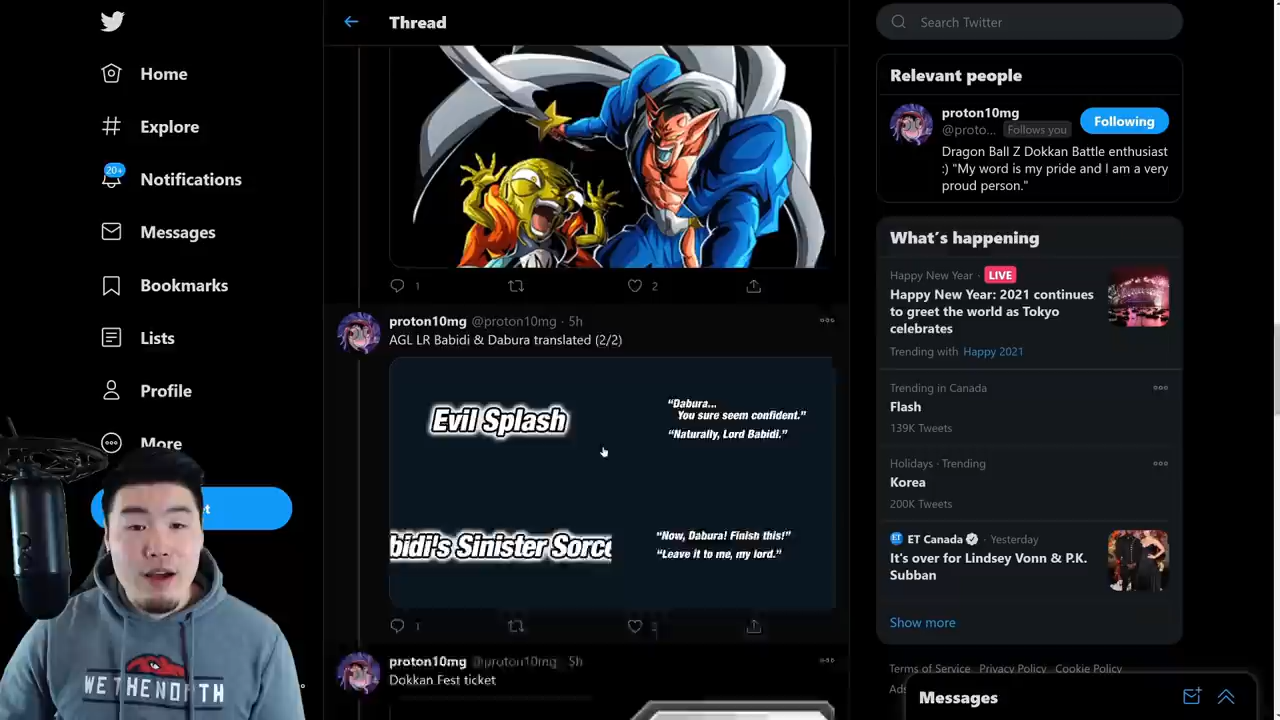 Thread
Search Twitter
Home
Explore
20+
Notifications
Messages
Bookmarks
Lists
Profile
More
1
2
proton10mg @proton10mg · 5h
AGL LR Babidi & Dabura translated (2/2)
Evil Splash
"Dabura...
You sure seem confident."
"Naturally, Lord Babidi."
bidi's Sinister Sorce
"Now, Dabura! Finish this!"
"Leave it to me, my lord."
1
proton10mg @proton10mg · 5h
Dokkan Fest ticket
Relevant people
proton10mg
@proto... Follows you
Following
Dragon Ball Z Dokkan Battle enthusiast
:) "My word is my pride and I am a very
proud person."
What's happening
Happy New Year · LIVE
Happy New Year: 2021 continues
to greet the world as Tokyo
celebrates
Trending with Happy 2021
Trending in Canada
Flash
139K Tweets
Holidays · Trending
Korea
200K Tweets
ET Canada · Yesterday
It's over for Lindsey Vonn & P.K.
Subban
Show more
Terms of Service Privacy Policy Cookie Policy
Messages
WE THE NORTH